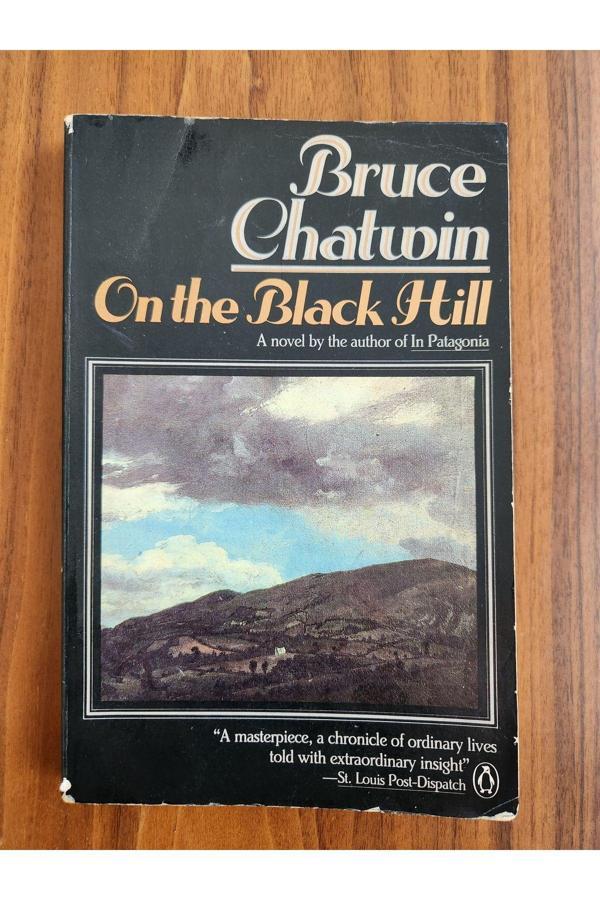 Bruce
Chatwin
On the Black Hill
A novel by the author of In Patagonia
“A masterpiece, a chronicle of ordinary lives
told with extraordinary insight”
—St. Louis Post-Dispatch